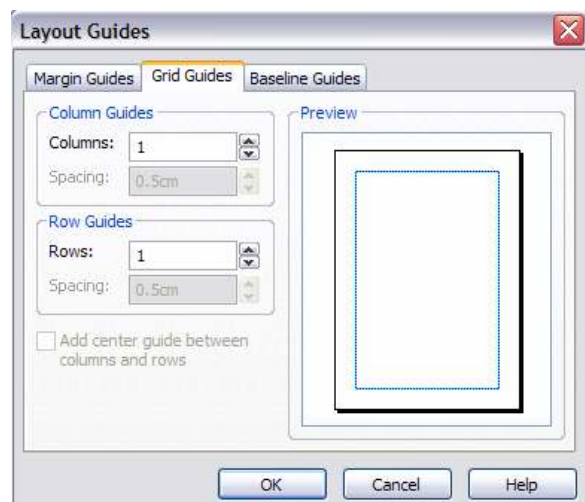 Layout Guides
Margin Guides Grid Guides Baseline Guides
Column Guides
Columns: 1
Spacing: 0.5cm
Row Guides
Rows: 1
Spacing: 0.5cm
Add center guide between
columns and rows
Preview
OK Cancel Help